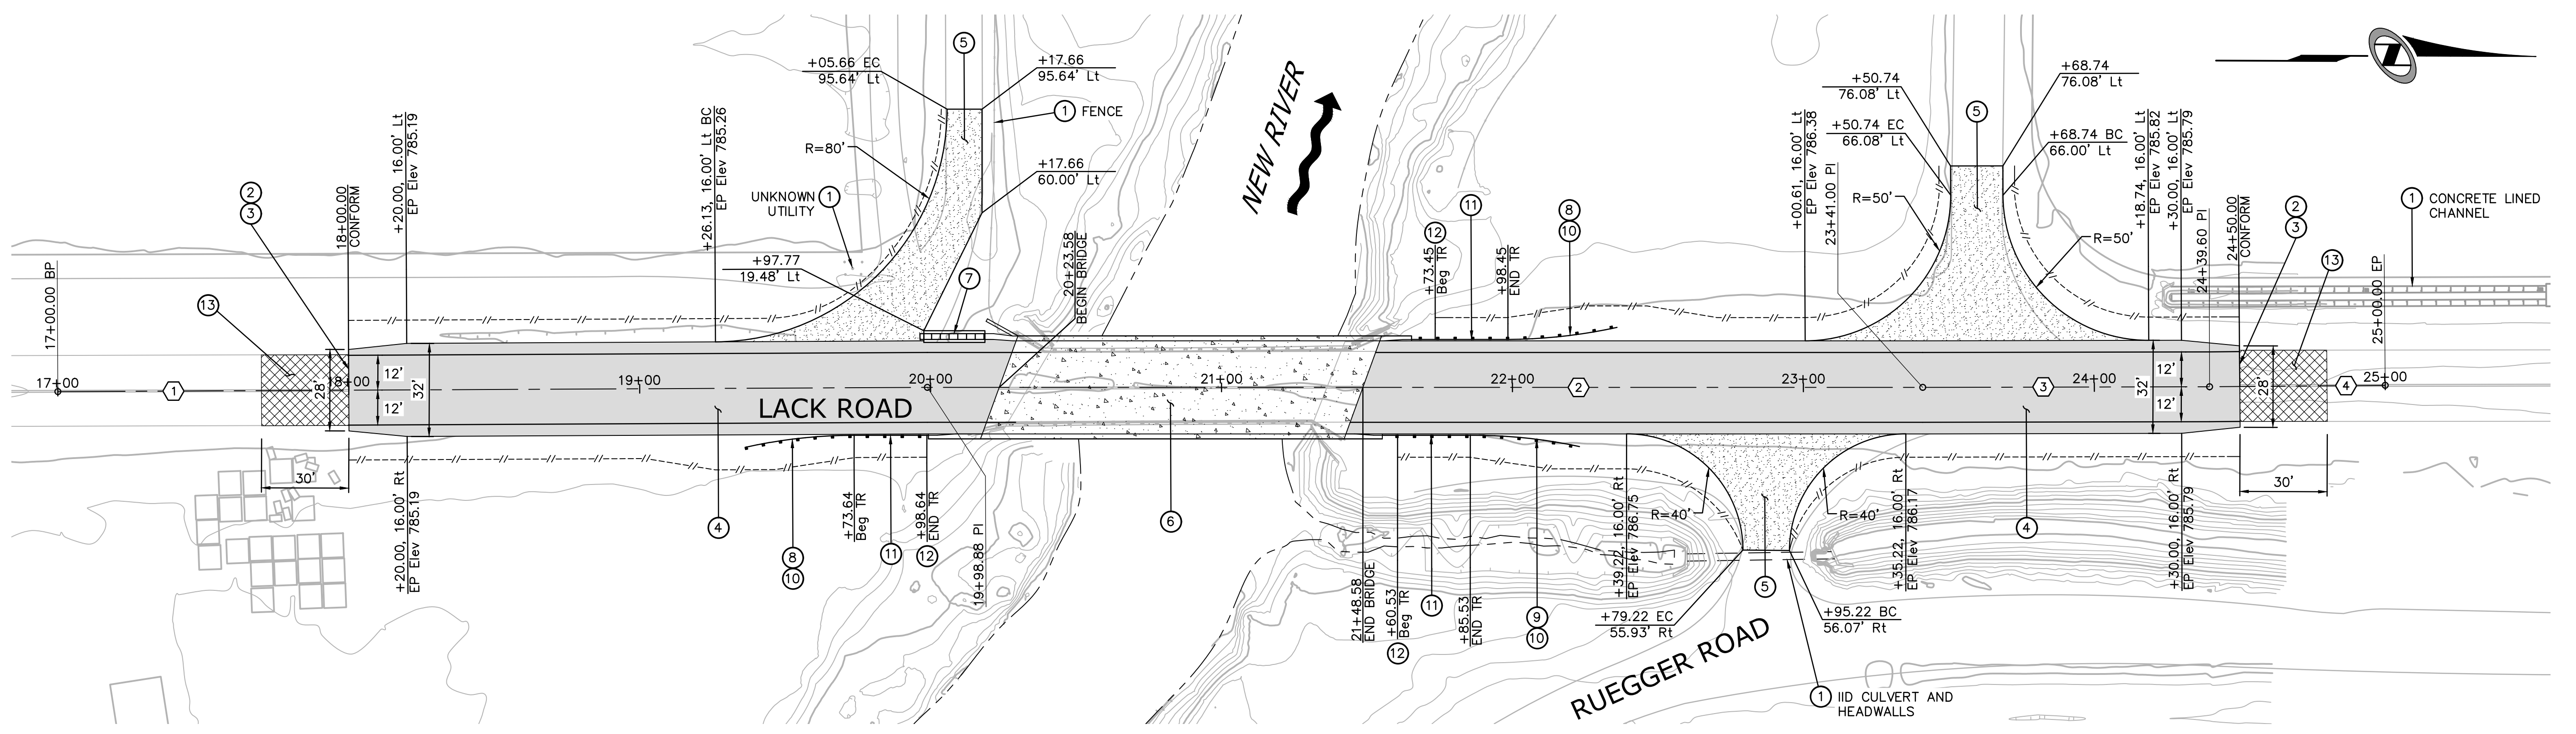 5
+05.66 EC
95.64' Lt
+17.66
95.64' Lt
1 FENCE
R=80'
+17.66
60.00' Lt
UNKNOWN
UTILITY
1
+97.77
19.48' Lt
7
20+23.58
BEGIN BRIDGE
NEW RIVER
2
3
18+00.00
CONFORM
+20.00, 16.00' Lt
EP Elev 785.19
+26.13, 16.00' Lt BC
EP Elev 785.26
13
17+00.00 BP
17+00
1
28'
18+00
12'
12'
32'
30'
19+00
LACK ROAD
20+00
21+00
22+00
2
23+00
3
24+00
4
25+00
+20.00, 16.00' Rt
EP Elev 785.19
4
8
10
+73.64
Beg TR
11
+98.64
END TR
12
19+98.88 PI
6
12
+73.45
Beg TR
11
+98.45
END TR
8
10
21+48.58
END BRIDGE
+60.53
Beg TR
12
11
+85.53
END TR
9
10
+50.74
76.08' Lt
+68.74
76.08' Lt
5
+50.74 EC
66.08' Lt
+68.74 BC
66.00' Lt
+00.61, 16.00' Lt
EP Elev 786.38
23+41.00 PI
R=50'
R=50'
+18.74, 16.00' Lt
EP Elev 785.82
+30.00, 16.00' Lt
EP Elev 785.79
24+39.60 PI
24+50.00
CONFORM
2
3
13
1 CONCRETE LINED
CHANNEL
25+00.00 EP
32'
12'
12'
28'
30'
+39.22, 16.00' Rt
EP Elev 786.75
R=40'
R=40'
+35.22, 16.00' Rt
EP Elev 786.17
4
+30.00, 16.00' Rt
EP Elev 785.79
5
+79.22 EC
55.93' Rt
+95.22 BC
56.07' Rt
RUEGGER ROAD
1 IID CULVERT AND
HEADWALLS